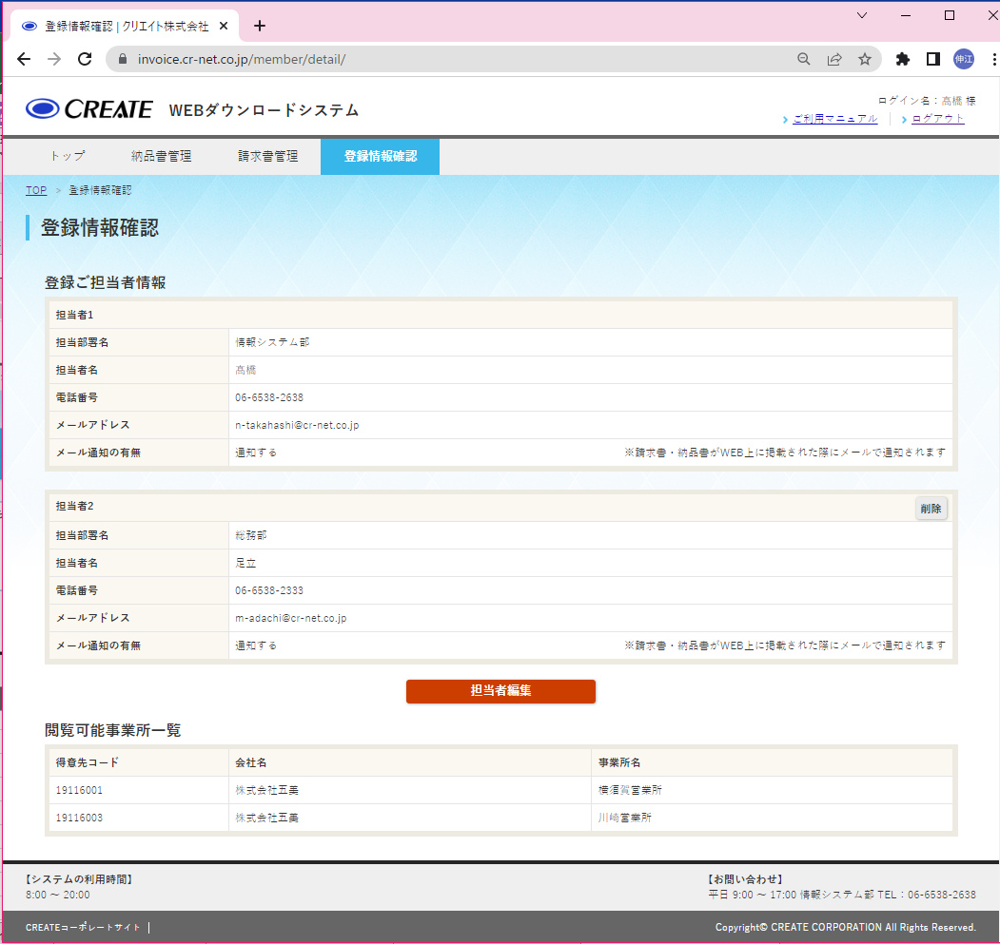 登録情報確認 | クリエイト株式会社
invoice.cr-net.co.jp/member/detail/
伸江
CREATE WEBダウンロードシステム
ログイン名：高橋 様
ご利用マニュアル ログアウト
トップ 納品書管理 請求書管理 登録情報確認
TOP > 登録情報確認
登録情報確認
登録ご担当者情報
担当者1
担当部署名 情報システム部
担当者名 高橋
電話番号 06-6538-2638
メールアドレス n-takahashi@cr-net.co.jp
メール通知の有無 通知する ※請求書・納品書がWEB上に掲載された際にメールで通知されます
担当者2 削除
担当部署名 総務部
担当者名 足立
電話番号 06-6538-2333
メールアドレス m-adachi@cr-net.co.jp
メール通知の有無 通知する ※請求書・納品書がWEB上に掲載された際にメールで通知されます
担当者編集
閲覧可能事業所一覧
得意先コード 会社名 事業所名
19116001 株式会社五美 横須賀営業所
19116003 株式会社五美 川崎営業所
【システムの利用時間】
8:00 ～ 20:00
【お問い合わせ】
平日 9:00 ～ 17:00 情報システム部 TEL：06-6538-2638
CREATEコーポレートサイト |
Copyright© CREATE CORPORATION All Rights Reserved.